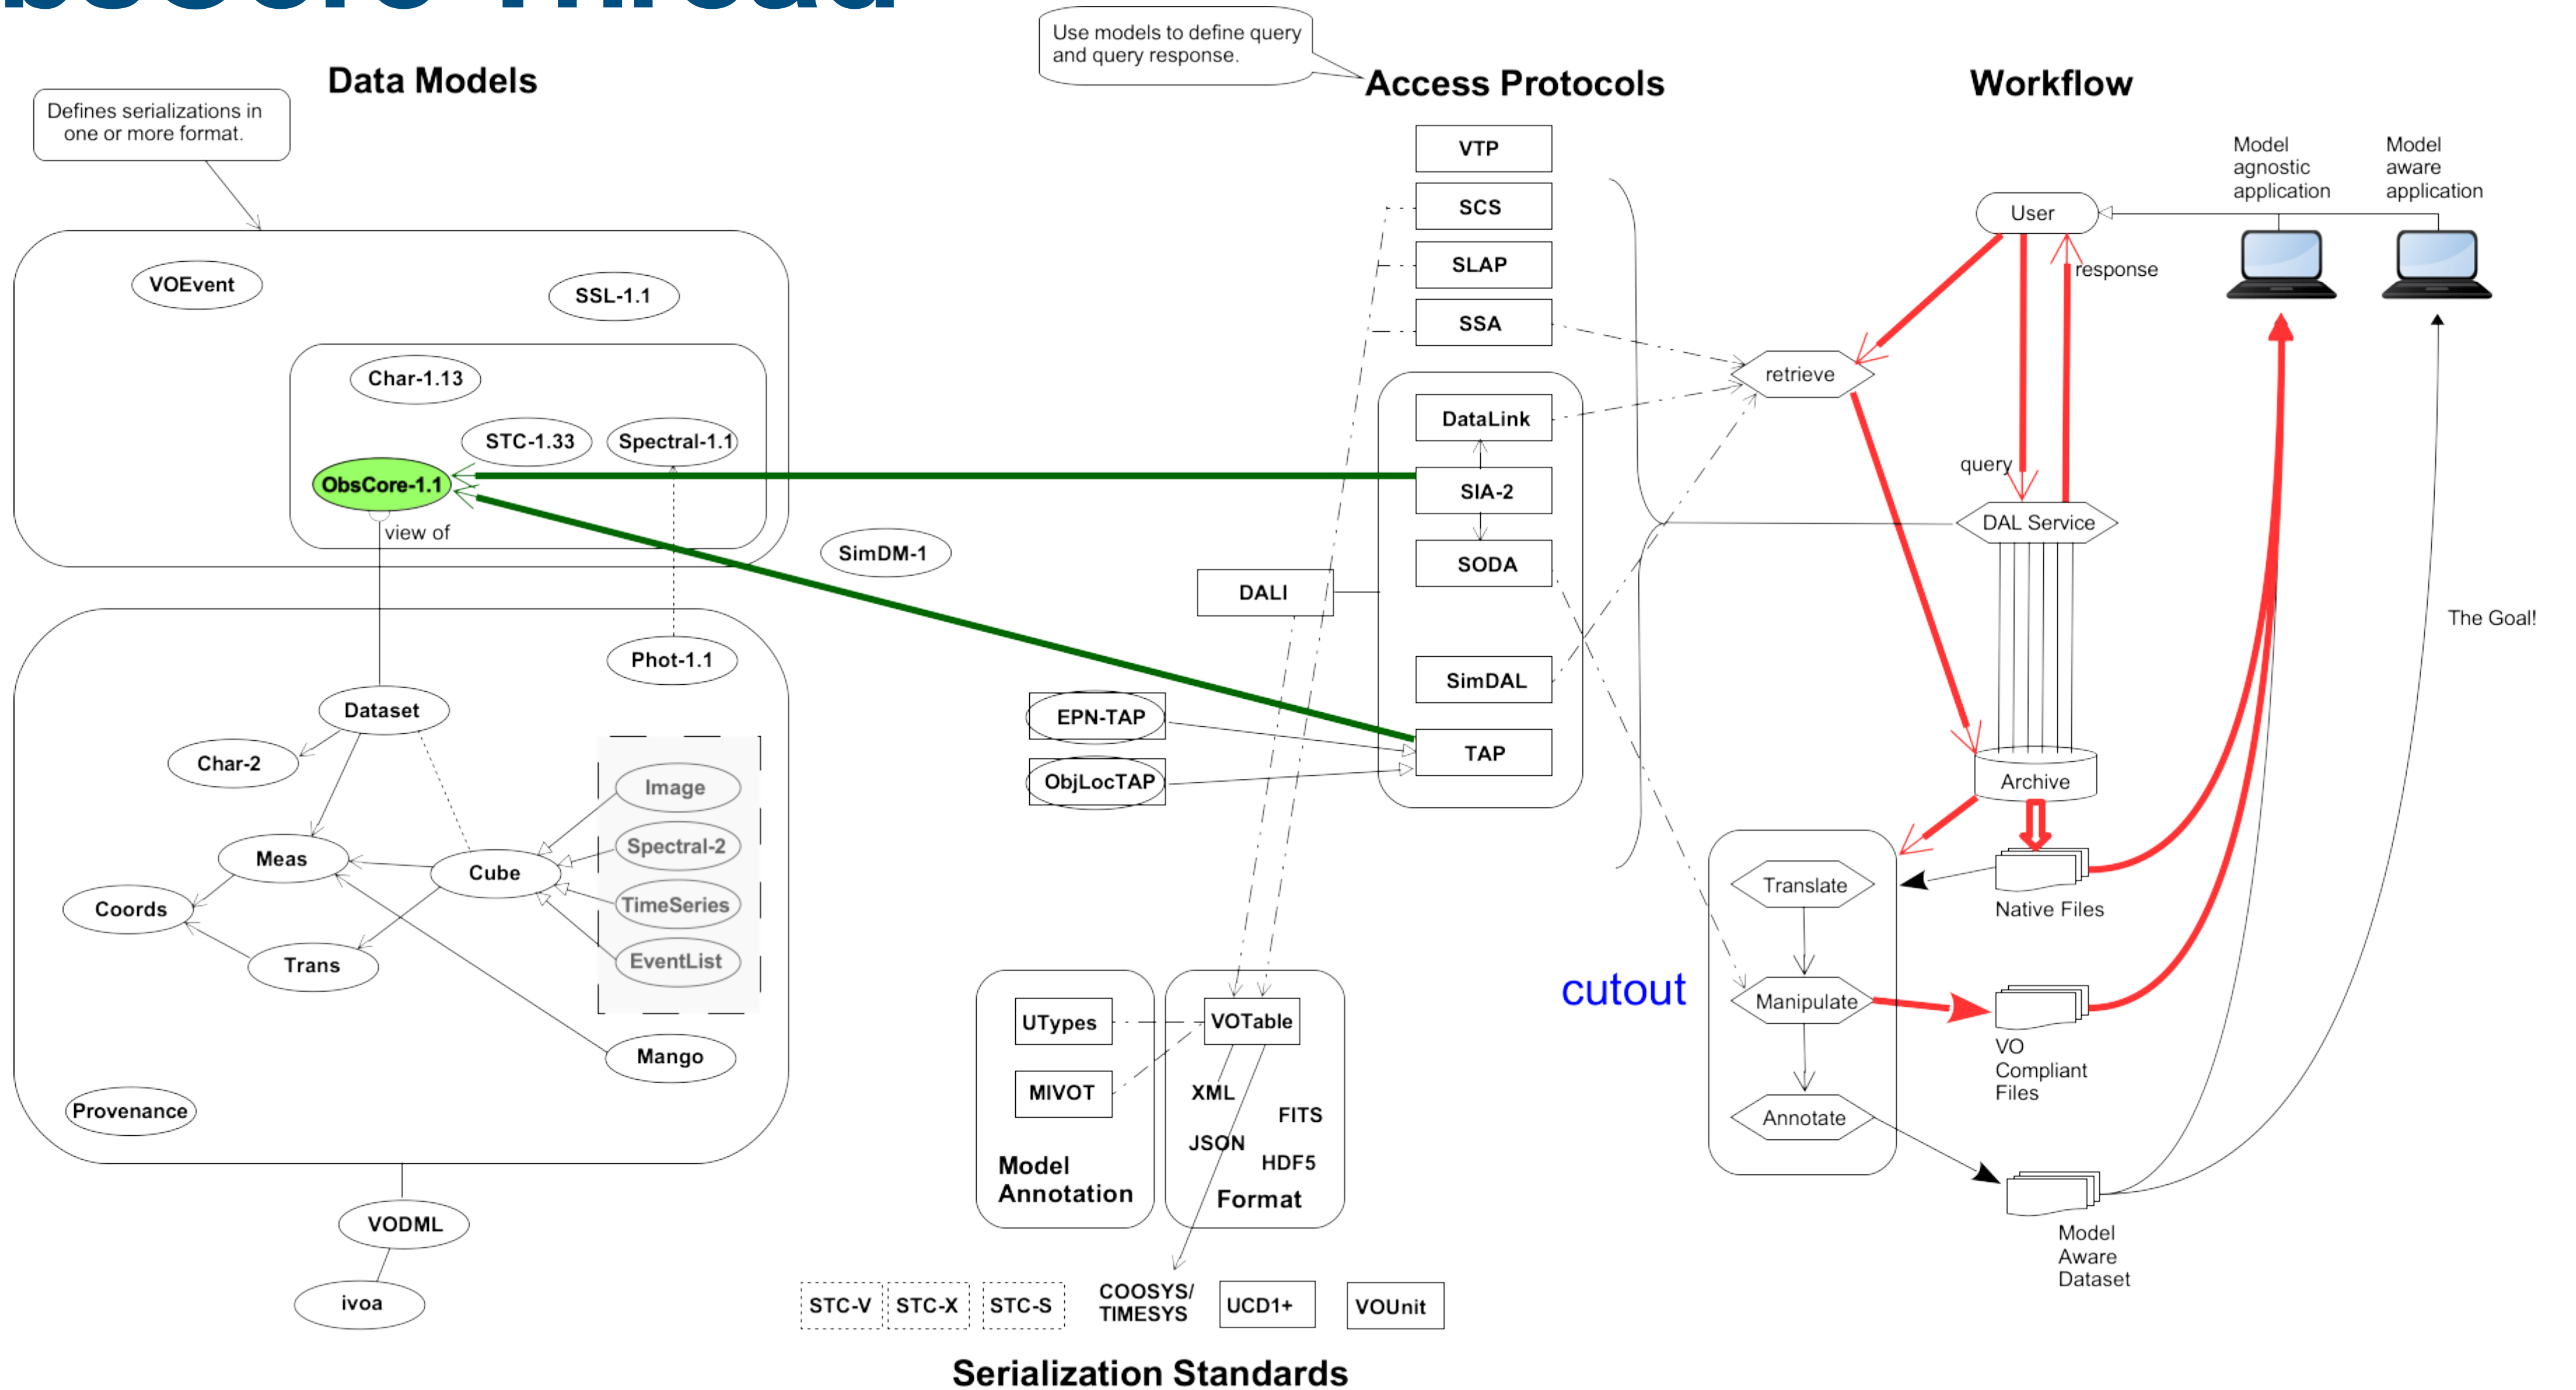 bsCore Thread
Use models to define query
and query response.
Data Models
Access Protocols
Workflow
Defines serializations in
one or more format.
VOEvent
SSL-1.1
Char-1.13
STC-1.33
Spectral-1.1
ObsCore-1.1
view of
SimDM-1
Phot-1.1
Dataset
Char-2
Image
Spectral-2
TimeSeries
EventList
Meas
Cube
Coords
Trans
Mango
Provenance
VODML
ivoa
VTP
SCS
SLAP
SSA
DataLink
SIA-2
SODA
DALI
SimDAL
EPN-TAP
TAP
ObjLocTAP
UTypes
VOTable
MIVOT
XML
FITS
JSON
HDF5
Model
Annotation
Format
STC-V
STC-X
STC-S
COOSYS/
TIMESYS
UCD1+
VOUnit
Serialization Standards
Model
agnostic
application
Model
aware
application
User
response
retrieve
query
DAL Service
The Goal!
Archive
Translate
Native Files
cutout
Manipulate
VO
Compliant
Files
Annotate
Model
Aware
Dataset